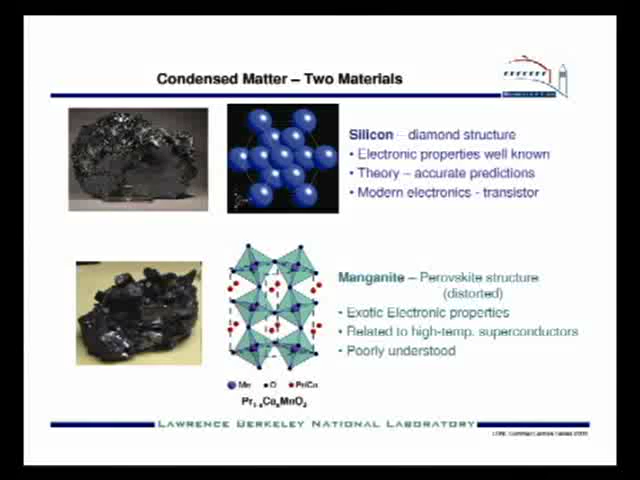 Condensed Matter – Two Materials
Silicon – diamond structure
• Electronic properties well known
• Theory – accurate predictions
• Modern electronics - transistor
Manganite – Perovskite structure
(distorted)
• Exotic Electronic properties
• Related to high-temp. superconductors
• Poorly understood
Mn O Pr/Ca
Pr₁₋ₓCaₓMnO₃
LAWRENCE BERKELEY NATIONAL LABORATORY